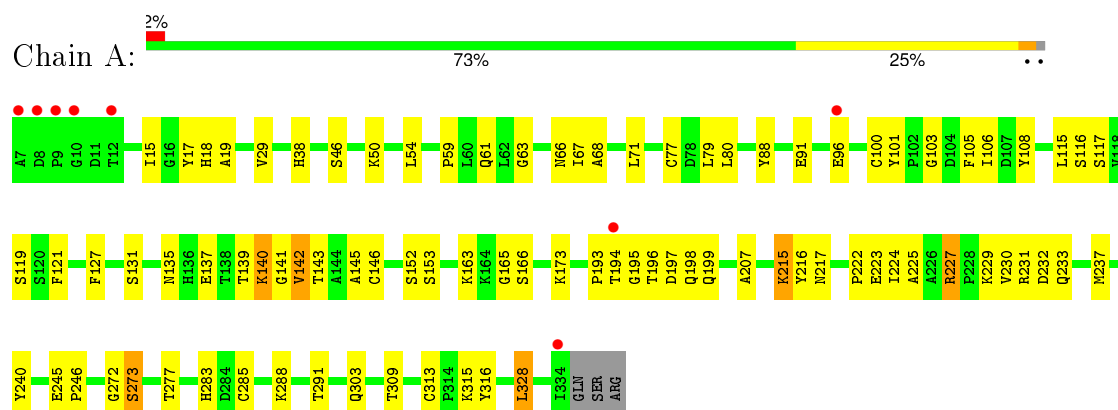 2%
Chain A:
73% 25% • •
A7 D8 P9 G10 D11 T12 I15 G16 Y17 H18 A19 V29 H38 S46 K50 L54 P59 L60 Q61 L62 G63 N66 I67 A68 L71 C77 D78 L79 L80 Y88 E91 E96 C100 Y101 P102 G103 D104 F105 I106 D107 Y108 L115 S116 S117
S119 S120 F121 F127 S131 N135 H136 E137 T138 T139 K140 G141 V142 T143 A144 A145 C146 S152 S153 K163 K164 G165 S166 K173 P193 T194 G195 T196 D197 Q198 Q199 A207 K215 Y216 N217 P222 E223 I224 A225 A226 R227 P228 K229 V230 R231 D232 Q233 M237
Y240 E245 P246 G272 S273 T277 H283 D284 C285 K288 T291 Q303 T309 C313 P314 K315 Y316 L328 I334 GLN SER ARG